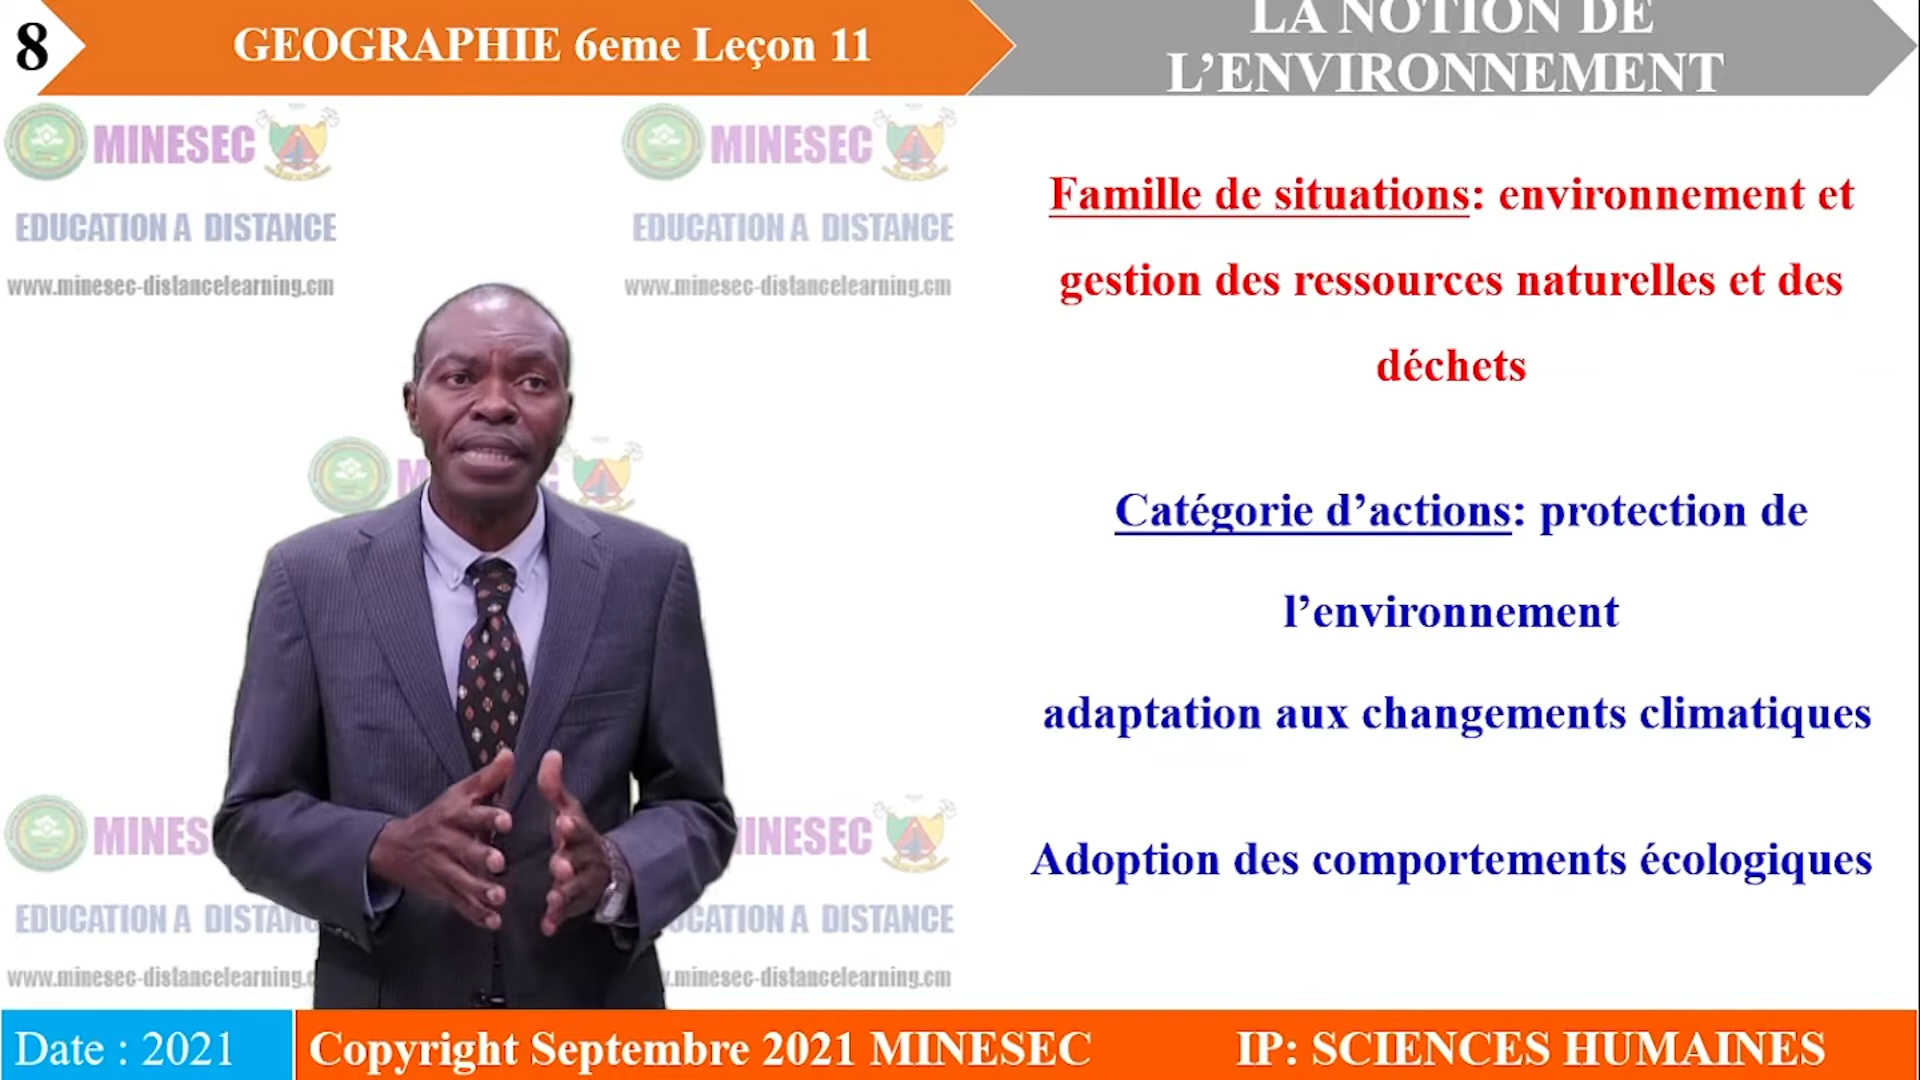 8
GEOGRAPHIE 6eme Leçon 11
LA NOTION DE
L’ENVIRONNEMENT
MINESEC
EDUCATION A DISTANCE
www.minesec-distancelearning.cm
MINESEC
EDUCATION A DISTANCE
www.minesec-distancelearning.cm
Famille de situations: environnement et
gestion des ressources naturelles et des
déchets
Catégorie d’actions: protection de
l’environnement
adaptation aux changements climatiques
Adoption des comportements écologiques
M
MINES
EDUCATION A DISTAN
www.minesec-distancelearning.c
INESEC
CATION A DISTANCE
.minesec-distancelearning.cm
Date : 2021
Copyright Septembre 2021 MINESEC
IP: SCIENCES HUMAINES